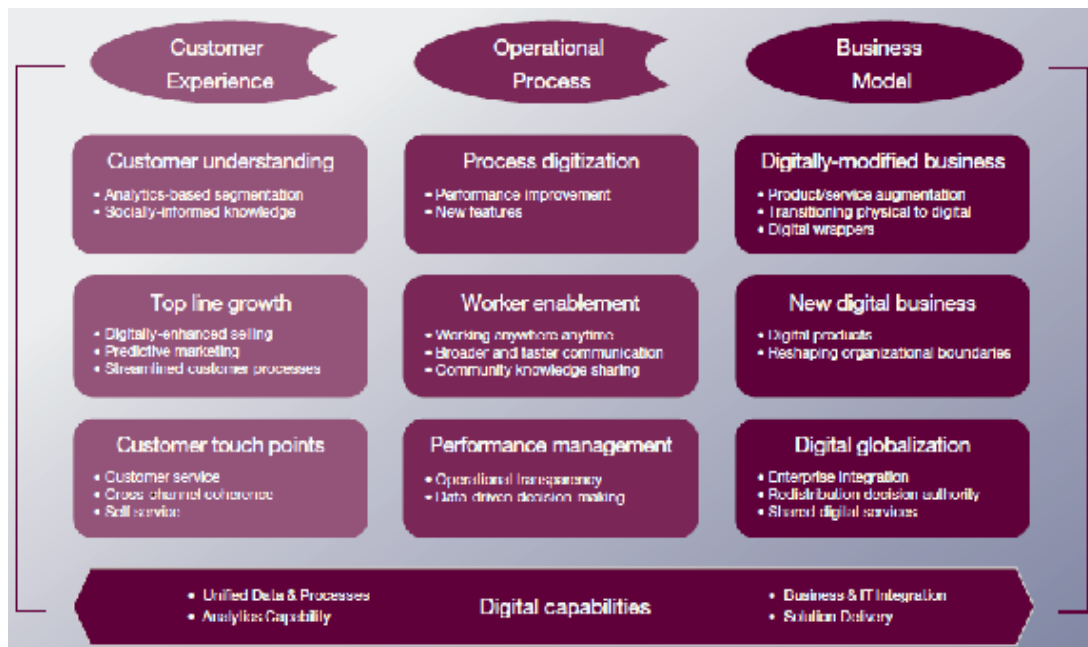 Customer
Experience
Operational
Process
Business
Model
Customer understanding
• Analytics-based segmentation
• Socially-informed knowledge
Process digitization
• Performance improvement
• New features
Digitally-modified business
• Product/service augmentation
• Transitioning physical to digital
• Digital wrappers
Top line growth
• Digitally-enhanced selling
• Predictive marketing
• Streamlined customer processes
Worker enablement
• Working anywhere anytime
• Broader and faster communication
• Community knowledge sharing
New digital business
• Digital products
• Reshaping organizational boundaries
Customer touch points
• Customer service
• Cross-channel coherence
• Self service
Performance management
• Operational transparency
• Data-driven decision-making
Digital globalization
• Enterprise integration
• Redistribution decision authority
• Shared digital services
• Unified Data & Processes
• Analytics Capability
Digital capabilities
• Business & IT Integration
• Solution Delivery